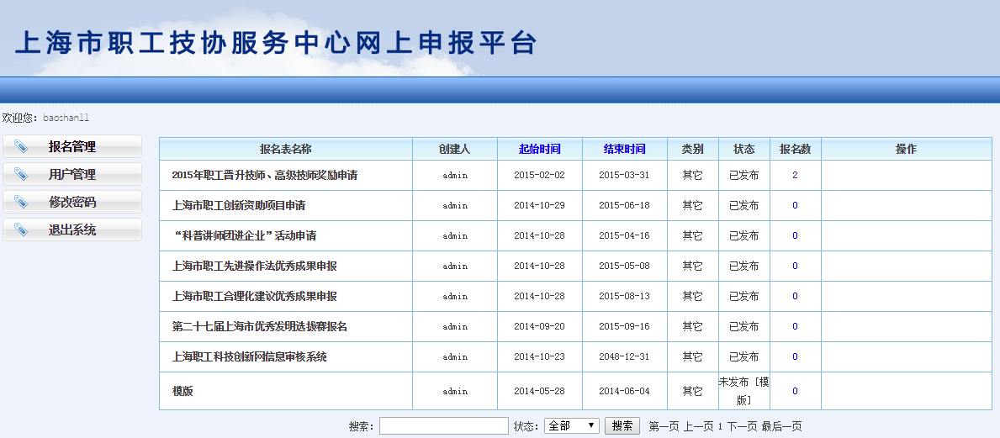 上海市职工技协服务中心网上申报平台
欢迎您：baoshan11
报名管理
用户管理
修改密码
退出系统
报名表名称 创建人 起始时间 结束时间 类别 状态 报名数 操作
2015年职工晋升技师、高级技师奖励申请 admin 2015-02-02 2015-03-31 其它 已发布 2
上海市职工创新资助项目申请 admin 2014-10-29 2015-06-18 其它 已发布 0
“科普讲师团进企业”活动申请 admin 2014-10-28 2015-04-16 其它 已发布 0
上海市职工先进操作法优秀成果申报 admin 2014-10-28 2015-05-08 其它 已发布 0
上海市职工合理化建议优秀成果申报 admin 2014-10-28 2015-08-13 其它 已发布 0
第二十七届上海市优秀发明选拔赛报名 admin 2014-09-20 2015-09-16 其它 已发布 0
上海职工科技创新网信息审核系统 admin 2014-10-23 2048-12-31 其它 已发布 0
模版 admin 2014-05-28 2014-06-04 其它 未发布 [模版] 0
搜索： 状态：全部 搜索 第一页 上一页 1 下一页 最后一页